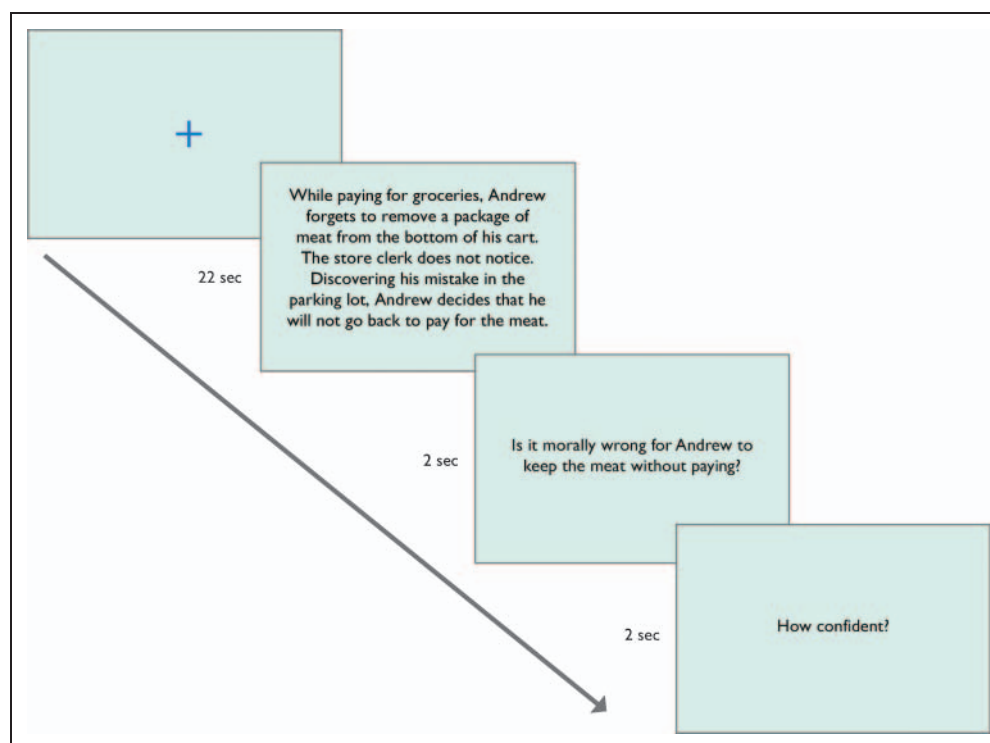 While paying for groceries, Andrew
forgets to remove a package of
meat from the bottom of his cart.
The store clerk does not notice.
Discovering his mistake in the
parking lot, Andrew decides that he
will not go back to pay for the meat.
22 sec
Is it morally wrong for Andrew to
keep the meat without paying?
2 sec
How confident?
2 sec